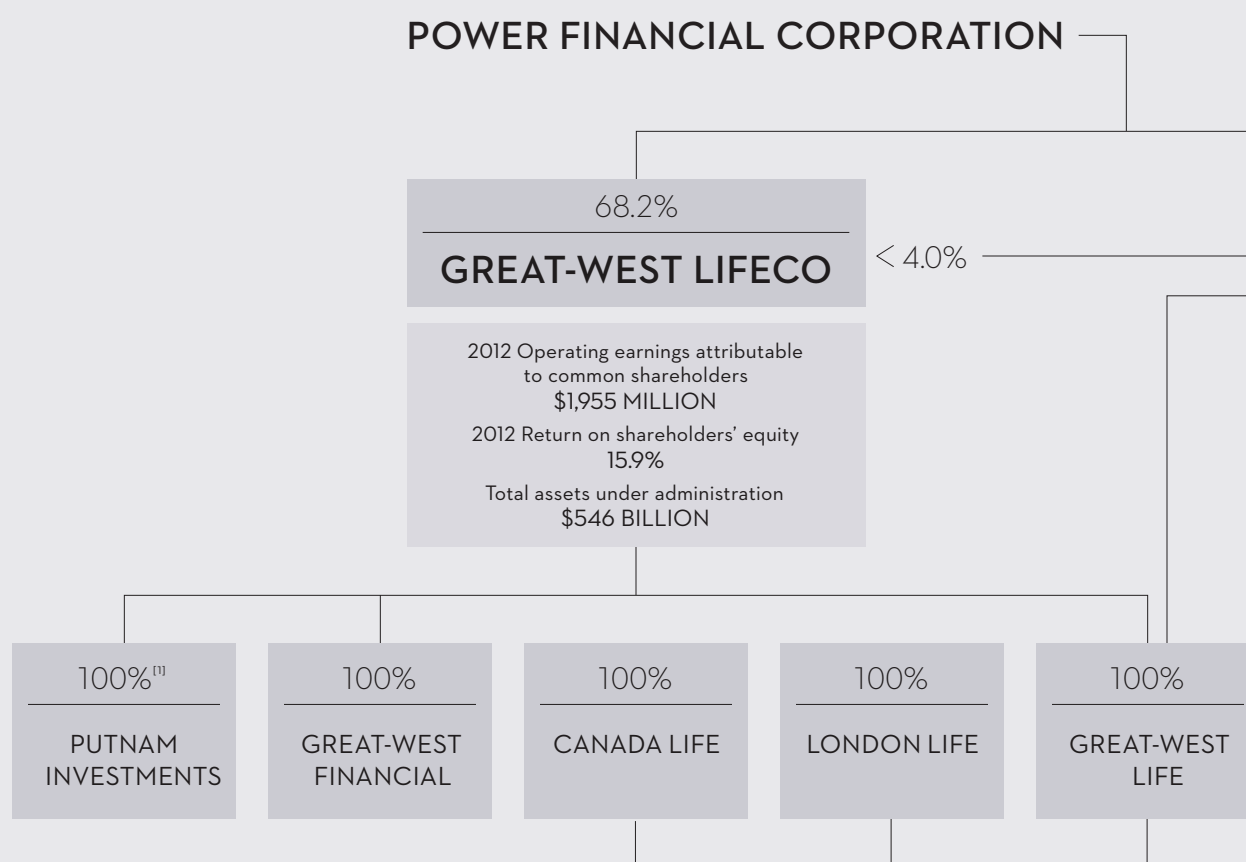 POWER FINANCIAL CORPORATION
68.2%
GREAT-WEST LIFECO
< 4.0%
2012 Operating earnings attributable
to common shareholders
$1,955 MILLION
2012 Return on shareholders’ equity
15.9%
Total assets under administration
$546 BILLION
100%[1]
PUTNAM
INVESTMENTS
100%
GREAT-WEST
FINANCIAL
100%
CANADA LIFE
100%
LONDON LIFE
100%
GREAT-WEST
LIFE